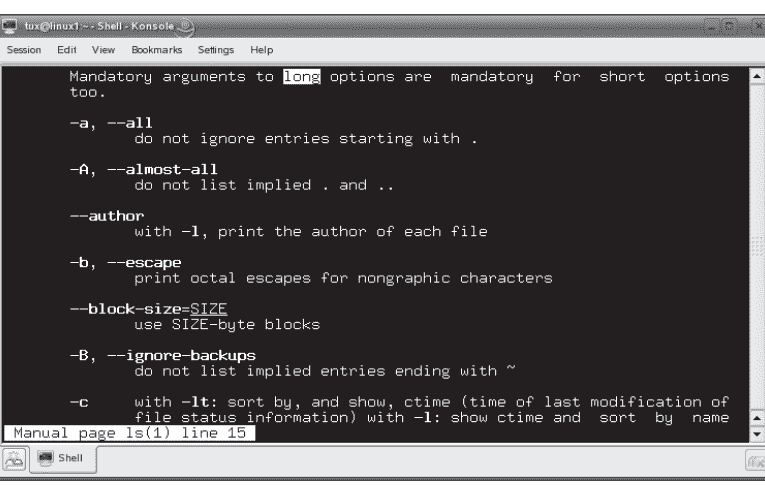 tux@linux1:~ - Shell - Konsole
Session Edit View Bookmarks Settings Help
Mandatory arguments to long options are mandatory for short options
too.
-a, --all
do not ignore entries starting with .
-A, --almost-all
do not list implied . and ..
--author
with -l, print the author of each file
-b, --escape
print octal escapes for nongraphic characters
--block-size=SIZE
use SIZE-byte blocks
-B, --ignore-backups
do not list implied entries ending with ~
-c with -lt: sort by, and show, ctime (time of last modification of
file status information) with -l: show ctime and sort by name
Manual page ls(1) line 15
Shell